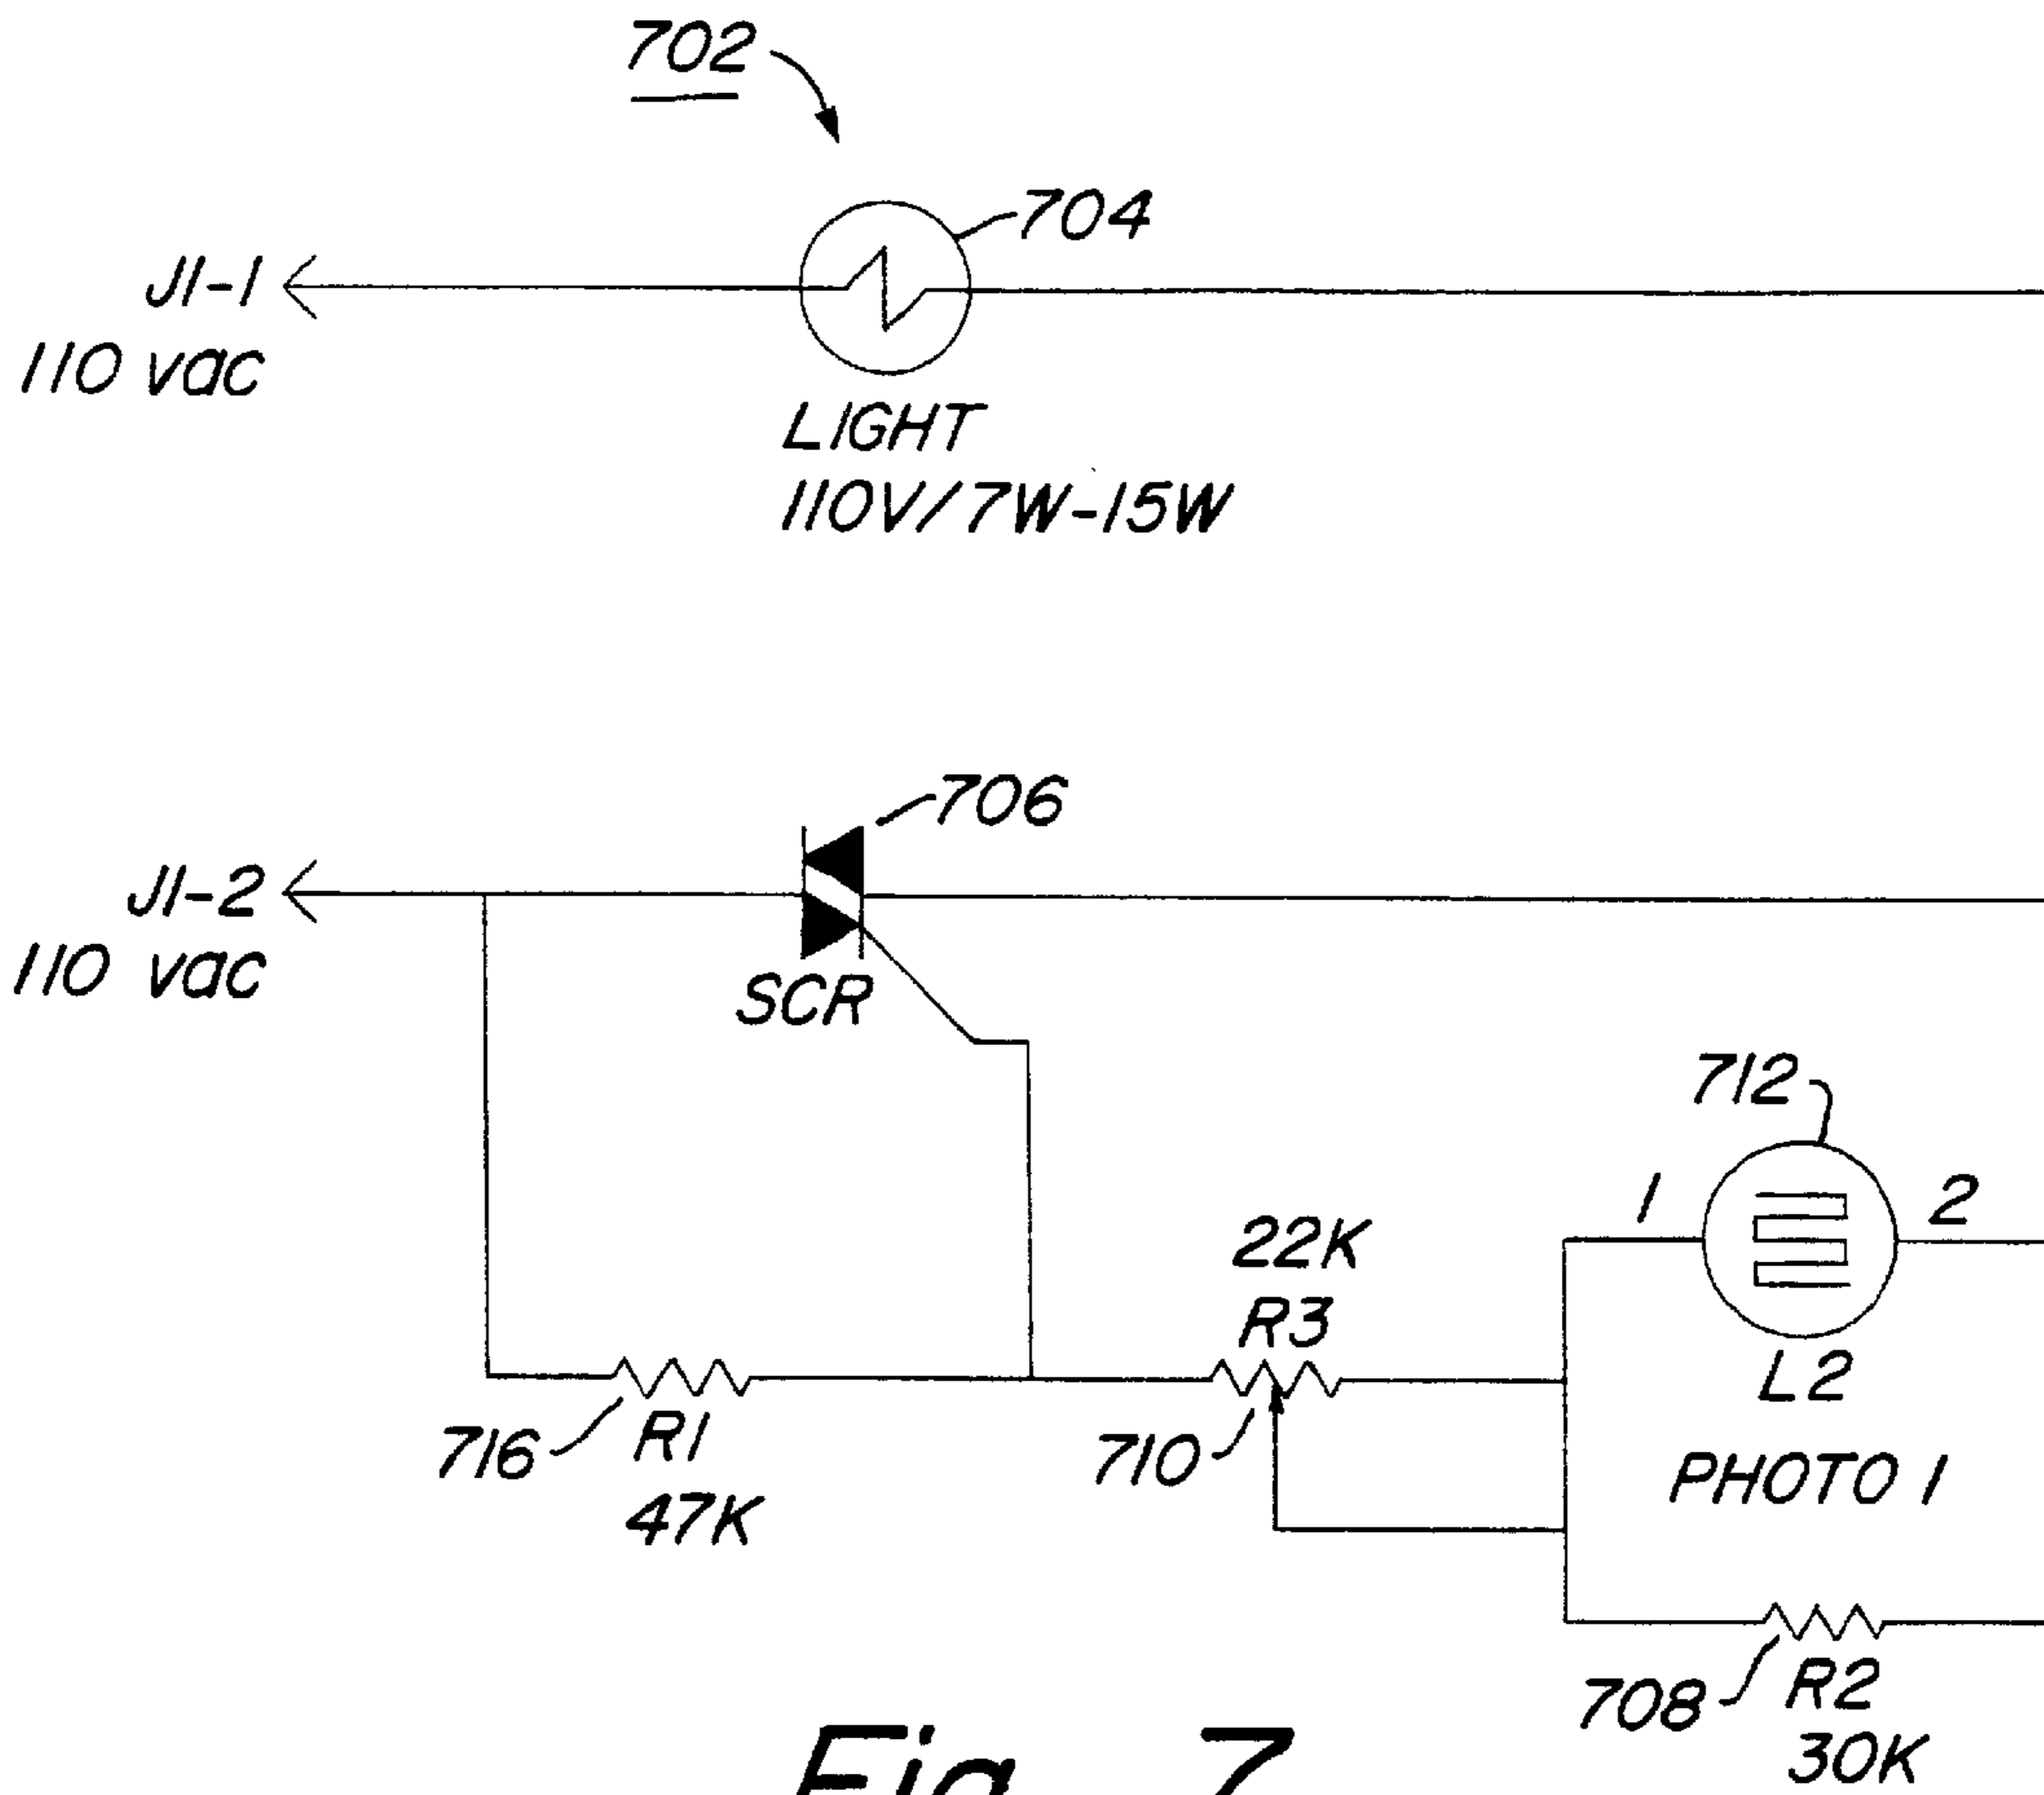 702
704
J1-1
110 vac
LIGHT
110V/7W-15W
706
J1-2
110 vac
SCR
712
1
2
22K
R3
L2
716
R1
47K
710
PHOTO 1
708
R2
30K
Fig. 7